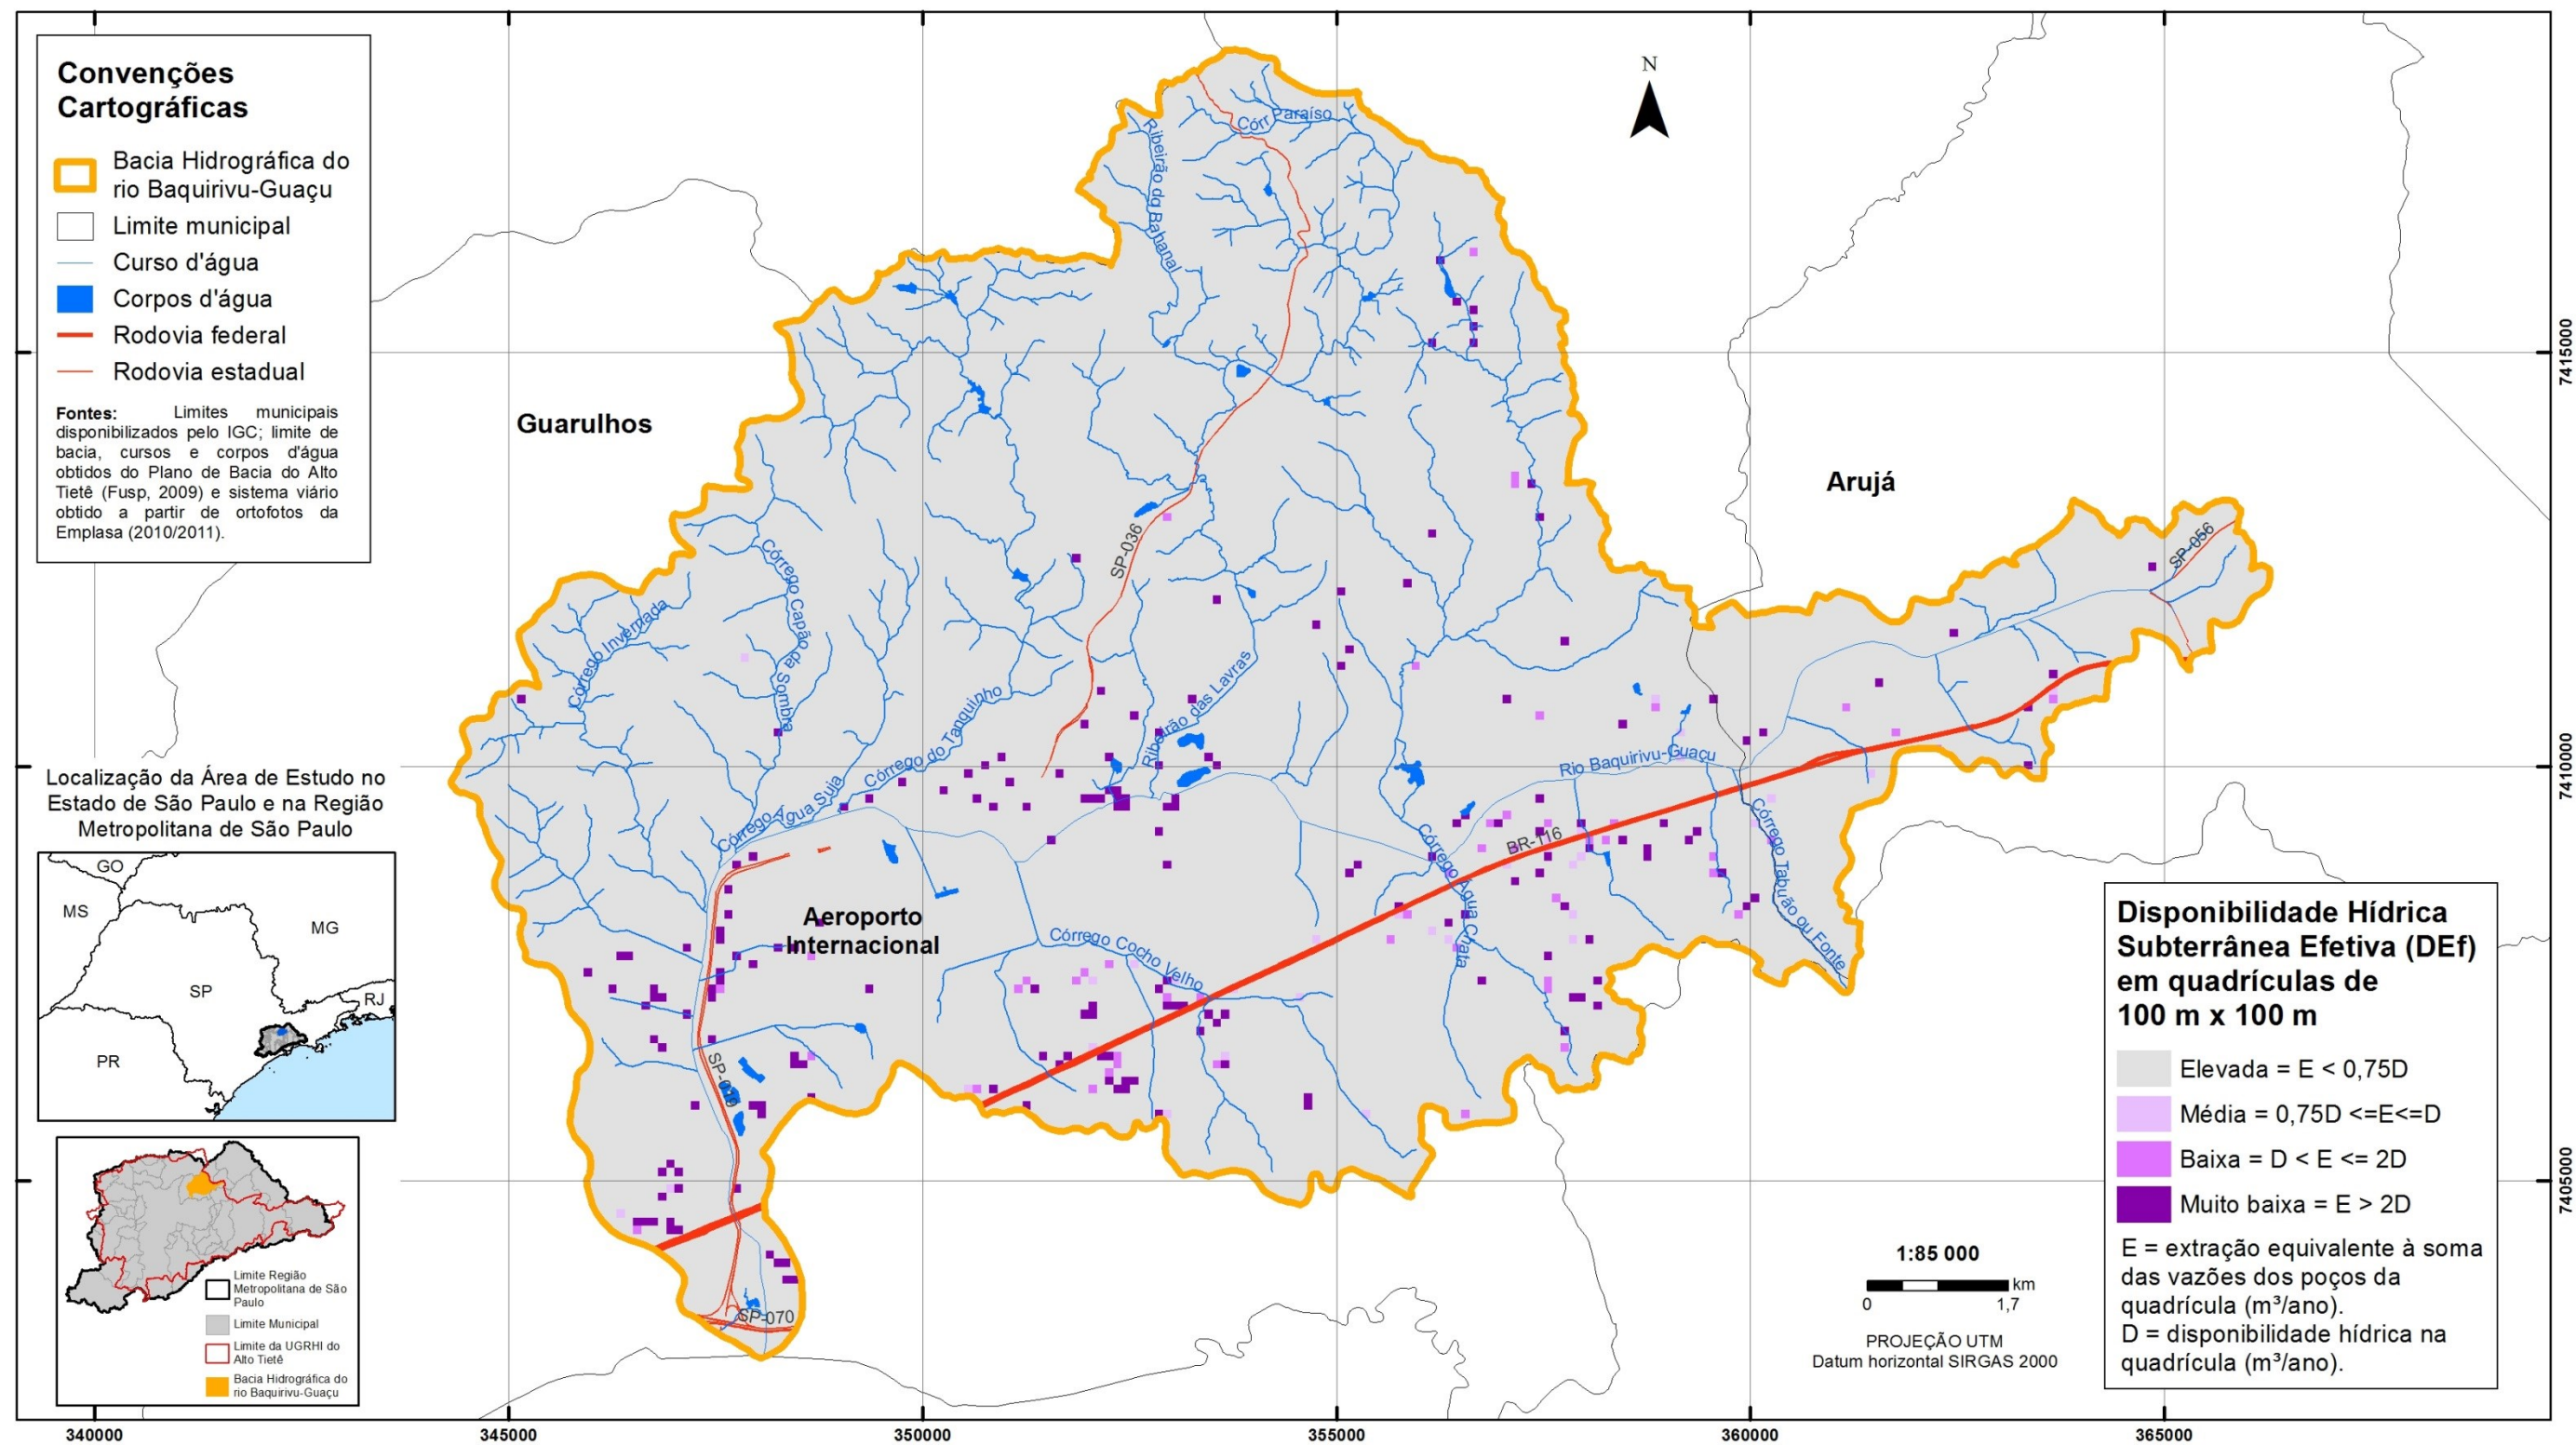 Convenções
Cartográficas
Bacia Hidrográfica do
rio Baquirivu-Guaçu
Limite municipal
Curso d'água
Corpos d'água
Rodovia federal
Rodovia estadual
Fontes: Limites municipais
disponibilizados pelo IGC; limite de
bacia, cursos e corpos d'água
obtidos do Plano de Bacia do Alto
Tietê (Fusp, 2009) e sistema viário
obtido a partir de ortofotos da
Emplasa (2010/2011).
N
Córr Paraíso
Ribeirão do Bananal
Guarulhos
Arujá
SP-036
SP-056
Córrego Invernada
Córrego Capão da Sombra
Córrego do Tanquinho
Ribeirão das Lavras
Córrego Água Suja
Rio Baquirivu-Guaçu
BR-116
Córrego Água Chata
Córrego Tabuão ou Fonte
Aeroporto
Internacional
Córrego Cocho Velho
SP-019
SP-070
Localização da Área de Estudo no
Estado de São Paulo e na Região
Metropolitana de São Paulo
GO
MS
MG
SP
RJ
PR
Limite Região
Metropolitana de São
Paulo
Limite Municipal
Limite da UGRHI do
Alto Tietê
Bacia Hidrográfica do
rio Baquirivu-Guaçu
Disponibilidade Hídrica
Subterrânea Efetiva (DEf)
em quadrículas de
100 m x 100 m
Elevada = E < 0,75D
Média = 0,75D <=E<=D
Baixa = D < E <= 2D
Muito baixa = E > 2D
E = extração equivalente à soma
das vazões dos poços da
quadrícula (m³/ano).
D = disponibilidade hídrica na
quadrícula (m³/ano).
1:85 000
km
0 1,7
PROJEÇÃO UTM
Datum horizontal SIRGAS 2000
7415000
7410000
7405000
340000 345000 350000 355000 360000 365000